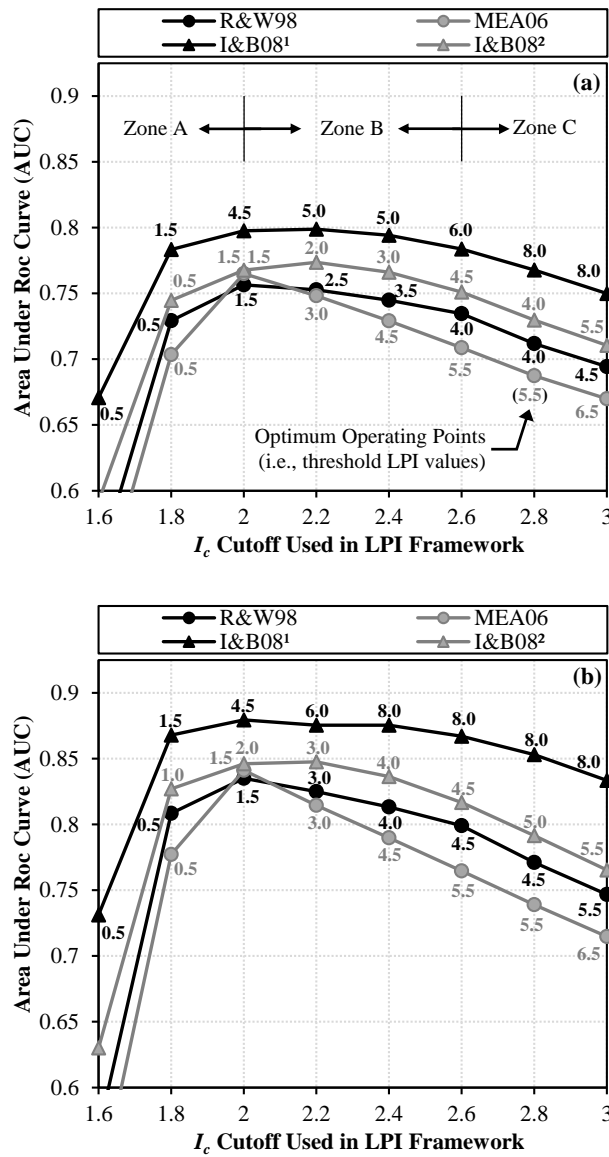 R&W98 MEA06
I&B08¹ I&B08²
(a)
0.9
Zone A Zone B Zone C
0.85
0.8
0.75
0.7
0.65
0.6
Area Under Roc Curve (AUC)
1.5 4.5 5.0 5.0 6.0 8.0 8.0
0.5 1.5 2.0 3.0 4.5 4.0 5.5
0.5 1.5 2.5 3.5 4.0 4.0 4.5
0.5 1.5 3.0 4.5 5.5 (5.5) 6.5
0.5
Optimum Operating Points
(i.e., threshold LPI values)
1.6 1.8 2 2.2 2.4 2.6 2.8 3
I_c Cutoff Used in LPI Framework
R&W98 MEA06
I&B08¹ I&B08²
(b)
0.9
0.85
0.8
0.75
0.7
0.65
0.6
Area Under Roc Curve (AUC)
1.5 4.5 6.0 8.0 8.0 8.0 8.0
1.0 2.0 3.0 4.0 4.5 5.0 5.5
0.5 1.5 3.0 4.0 4.5 4.5 5.5
0.5 1.5 3.0 4.5 5.5 5.5 6.5
0.5
1.6 1.8 2 2.2 2.4 2.6 2.8 3
I_c Cutoff Used in LPI Framework